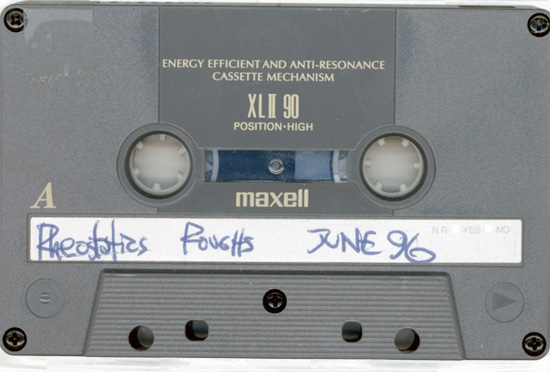 ENERGY EFFICIENT AND ANTI-RESONANCE
CASSETTE MECHANISM
XLII 90
POSITION·HIGH
A
maxell
Rheostatics Roughs JUNE 96
N.R. YES NO